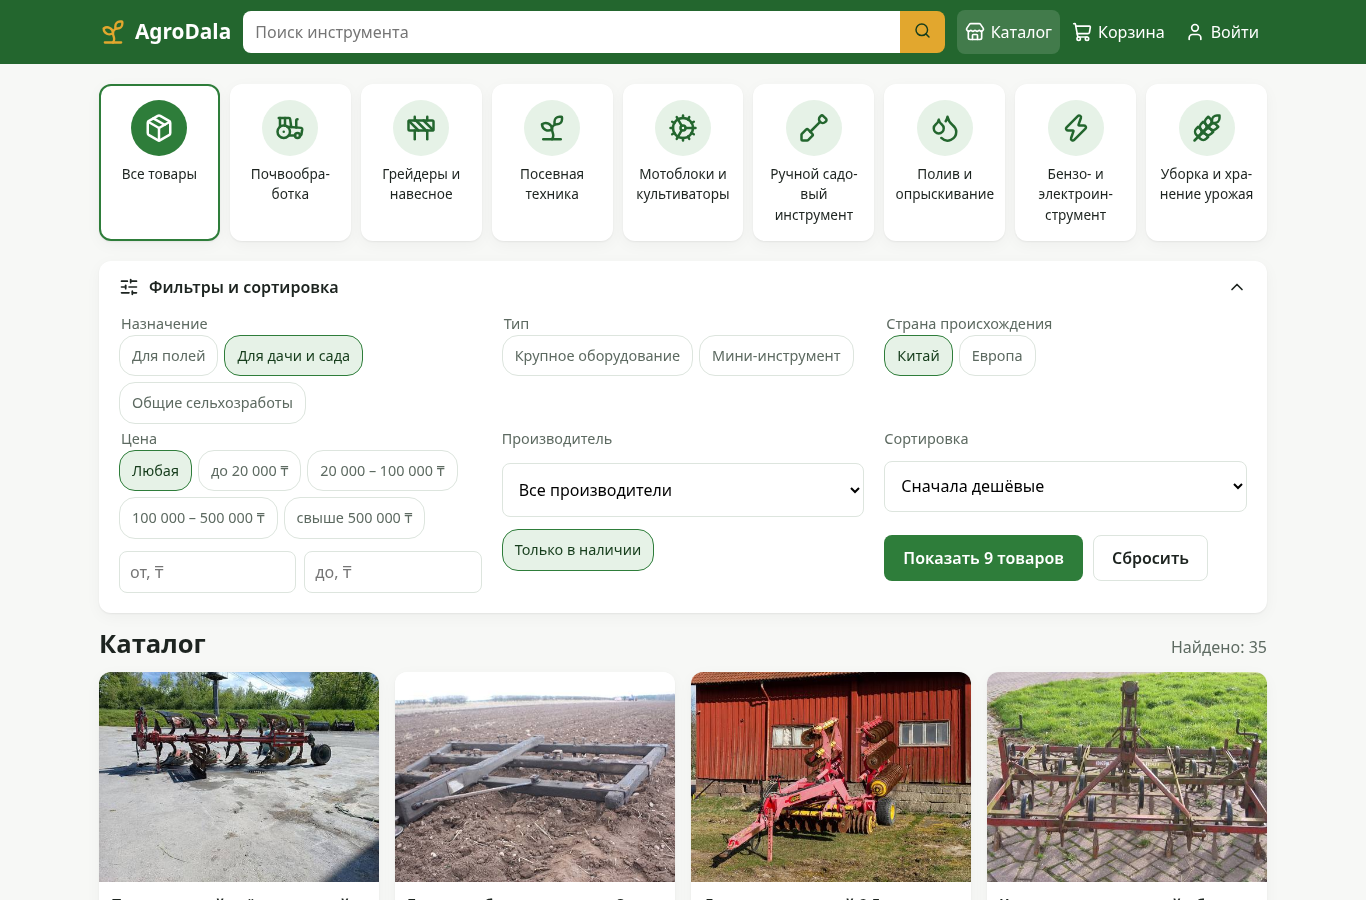 AgroDala
Поиск инструмента
Каталог
Корзина
Войти
Все товары
Почвообра-
ботка
Грейдеры и
навесное
Посевная
техника
Мотоблоки и
культиваторы
Ручной садо-
вый
инструмент
Полив и
опрыскивание
Бензо- и
электроин-
струмент
Уборка и хра-
нение урожая
Фильтры и сортировка
Назначение
Для полей
Для дачи и сада
Общие сельхозработы
Тип
Крупное оборудование
Мини-инструмент
Страна происхождения
Китай
Европа
Цена
Любая
до 20 000 ₸
20 000 – 100 000 ₸
100 000 – 500 000 ₸
свыше 500 000 ₸
от, ₸
до, ₸
Производитель
Все производители
Только в наличии
Сортировка
Сначала дешёвые
Показать 9 товаров
Сбросить
Каталог
Найдено: 35